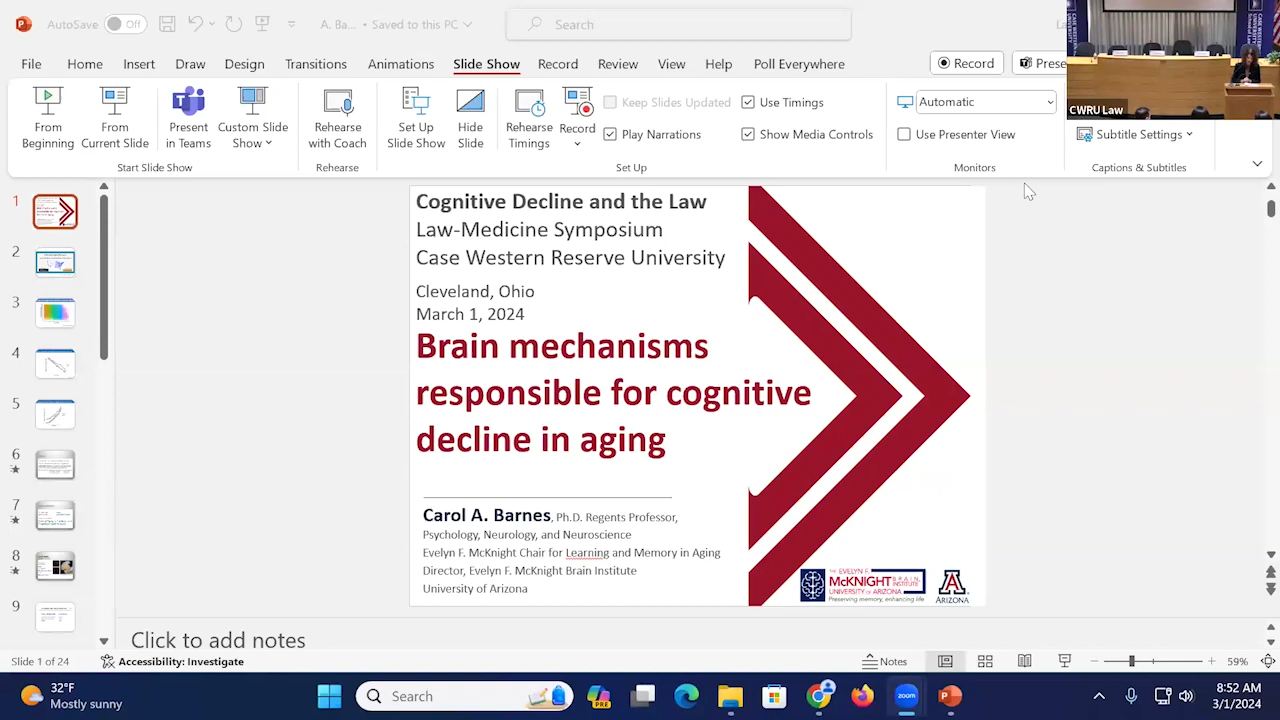 AutoSave
Off
A. Ba... • Saved to this PC
Search
File
Home
Insert
Draw
Design
Transitions
Animations
Slide Show
Record
Review
View
Help
Poll Everywhere
Record
CWRU Law
From Beginning
From Current Slide
Present in Teams
Custom Slide Show
Start Slide Show
Rehearse with Coach
Rehearse
Set Up Slide Show
Hide Slide
Rehearse Timings
Record
Keep Slides Updated
Play Narrations
Use Timings
Show Media Controls
Set Up
Automatic
Use Presenter View
Monitors
Subtitle Settings
Captions & Subtitles
1
2
3
4
5
6
7
8
9
Cognitive Decline and the Law
Law-Medicine Symposium
Case Western Reserve University
Cleveland, Ohio
March 1, 2024
Brain mechanisms
responsible for cognitive
decline in aging
Carol A. Barnes, Ph.D. Regents Professor,
Psychology, Neurology, and Neuroscience
Evelyn F. McKnight Chair for Learning and Memory in Aging
Director, Evelyn F. McKnight Brain Institute
University of Arizona
THE EVELYN F.
McKNIGHT BRAIN INSTITUTE
UNIVERSITY OF ARIZONA
Preserving memory, enhancing life
A
ARIZONA
Click to add notes
Slide 1 of 24
Accessibility: Investigate
Notes
59%
32°F
Mostly sunny
Search
PRE
zoom
8:52 AM
3/1/2024